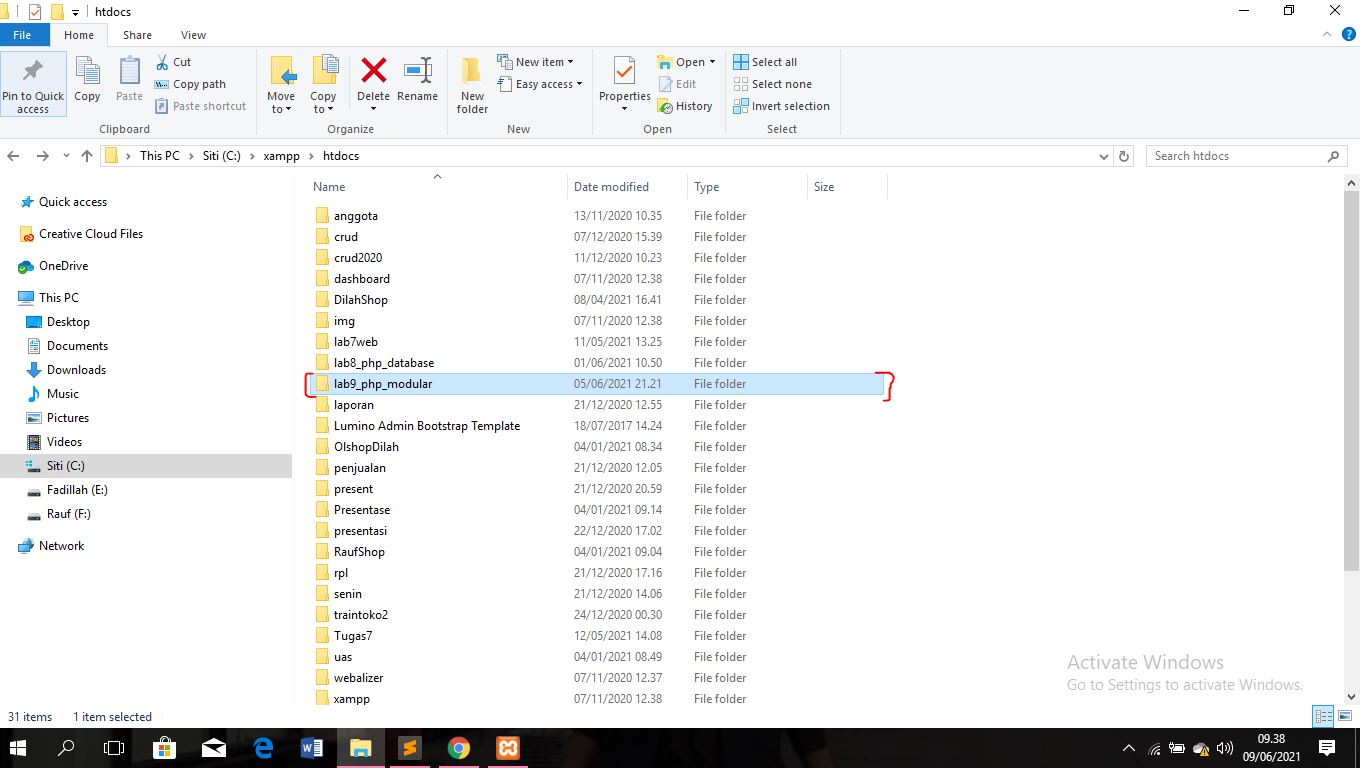 htdocs
File Home Share View
Pin to Quick access
Copy
Paste
Cut
Copy path
Paste shortcut
Clipboard
Move to
Copy to
Delete
Rename
Organize
New folder
New item
Easy access
New
Properties
Open
Edit
History
Open
Select all
Select none
Invert selection
Select
This PC > Siti (C:) > xampp > htdocs
Search htdocs
Quick access
Creative Cloud Files
OneDrive
This PC
Desktop
Documents
Downloads
Music
Pictures
Videos
Siti (C:)
Fadillah (E:)
Rauf (F:)
Network
Name Date modified Type Size
anggota 13/11/2020 10.35 File folder
crud 07/12/2020 15.39 File folder
crud2020 11/12/2020 10.23 File folder
dashboard 07/11/2020 12.38 File folder
DilahShop 08/04/2021 16.41 File folder
img 07/11/2020 12.38 File folder
lab7web 11/05/2021 13.25 File folder
lab8_php_database 01/06/2021 10.50 File folder
lab9_php_modular 05/06/2021 21.21 File folder
laporan 21/12/2020 12.55 File folder
Lumino Admin Bootstrap Template 18/07/2017 14.24 File folder
OlshopDilah 04/01/2021 08.34 File folder
penjualan 21/12/2020 12.05 File folder
present 21/12/2020 20.59 File folder
Presentase 04/01/2021 09.14 File folder
presentasi 22/12/2020 17.02 File folder
RaufShop 04/01/2021 09.04 File folder
rpl 21/12/2020 17.16 File folder
senin 21/12/2020 14.06 File folder
traintoko2 24/12/2020 00.30 File folder
Tugas7 12/05/2021 14.08 File folder
uas 04/01/2021 08.49 File folder
webalizer 07/11/2020 12.37 File folder
xampp 07/11/2020 12.38 File folder
Activate Windows
Go to Settings to activate Windows.
31 items 1 item selected
09.38
09/06/2021